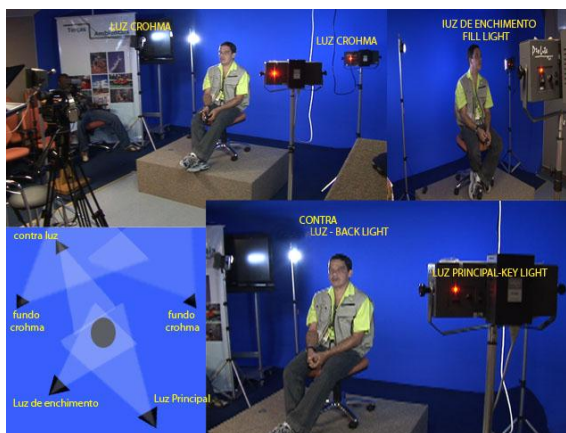 LUZ CROHMA
LUZ CROHMA
IUZ DE ENCHIMENTO
FILL LIGHT
CONTRA
LUZ - BACK LIGHT
LUZ PRINCIPAL-KEY LIGHT
contra luz
fundo
crohma
fundo
crohma
Luz de enchimento
Luz Principal